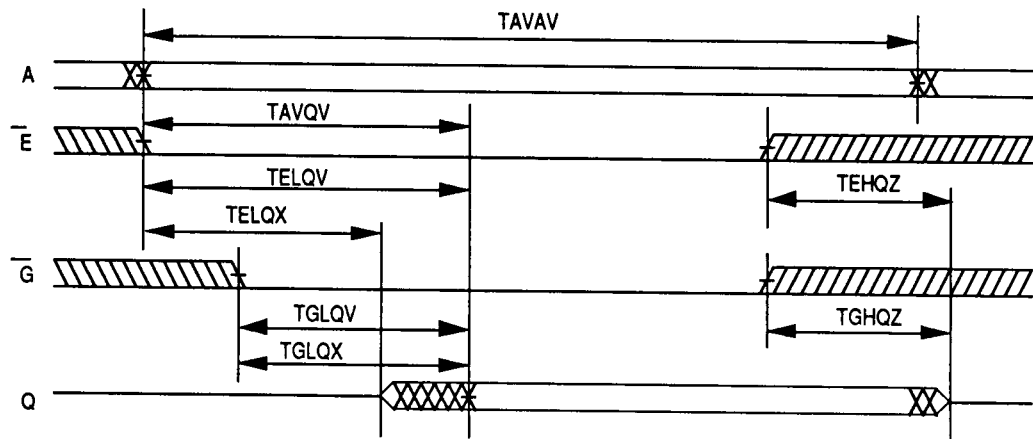 TAVAV
A
TAVQV
E̅
TELQV
TEHQZ
TELQX
G̅
TGLQV
TGHQZ
TGLQX
Q